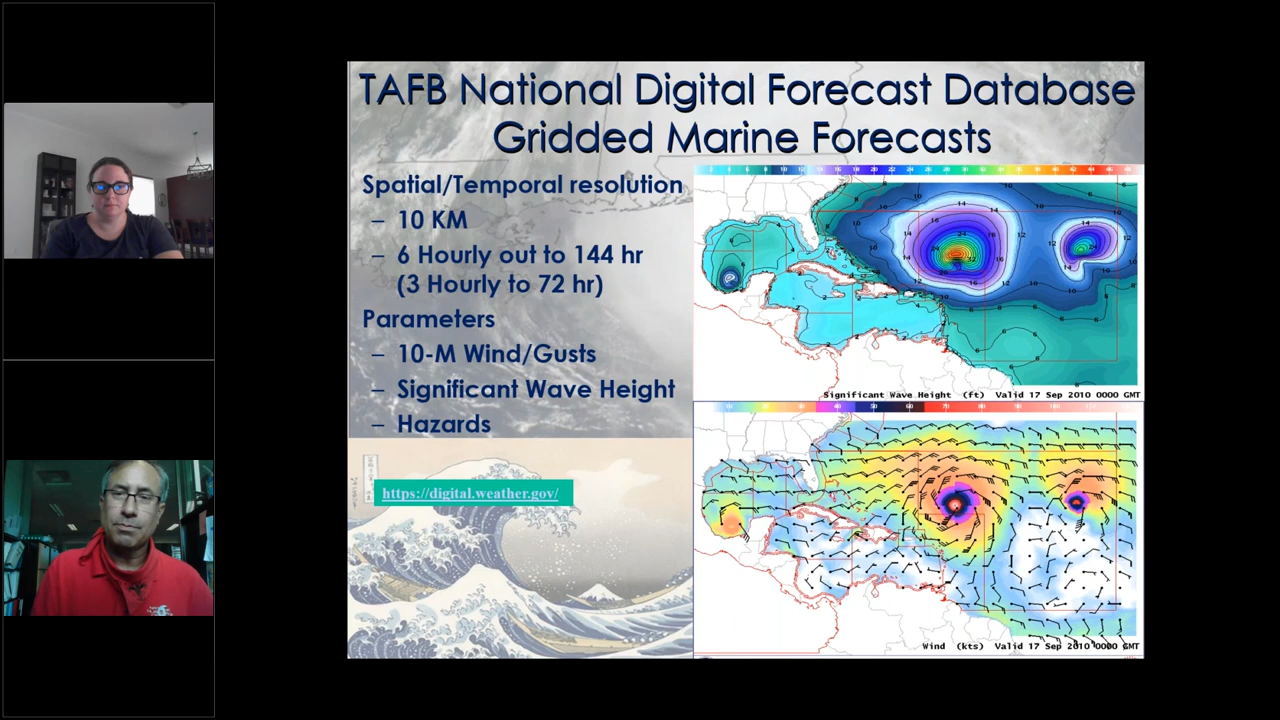 TAFB National Digital Forecast Database
Gridded Marine Forecasts
Spatial/Temporal resolution
– 10 KM
– 6 Hourly out to 144 hr
(3 Hourly to 72 hr)
Parameters
– 10-M Wind/Gusts
– Significant Wave Height
– Hazards
https://digital.weather.gov/
Significant Wave Height (ft) Valid 17 Sep 2010 0000 GMT
Wind (kts) Valid 17 Sep 2010 0000 GMT